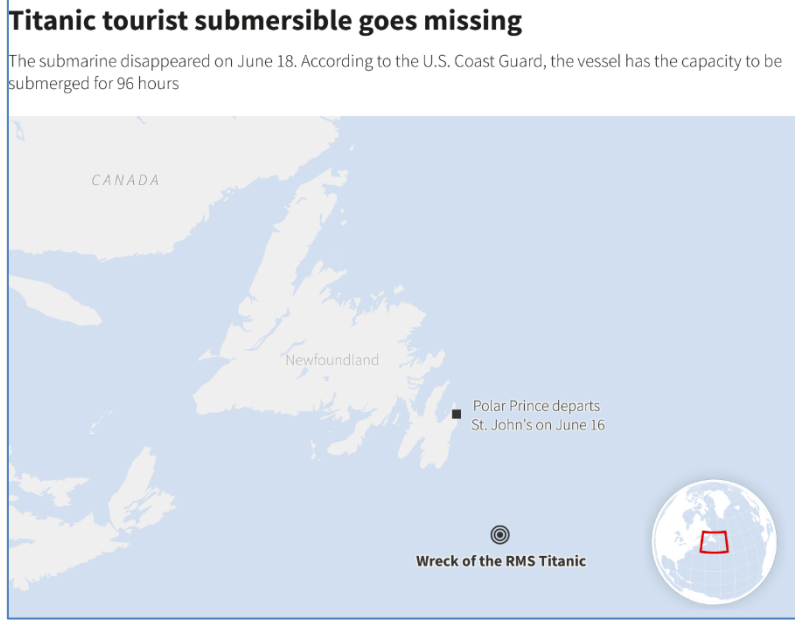 Titanic tourist submersible goes missing
The submarine disappeared on June 18. According to the U.S. Coast Guard, the vessel has the capacity to be
submerged for 96 hours
CANADA
Newfoundland
Polar Prince departs
St. John's on June 16
Wreck of the RMS Titanic